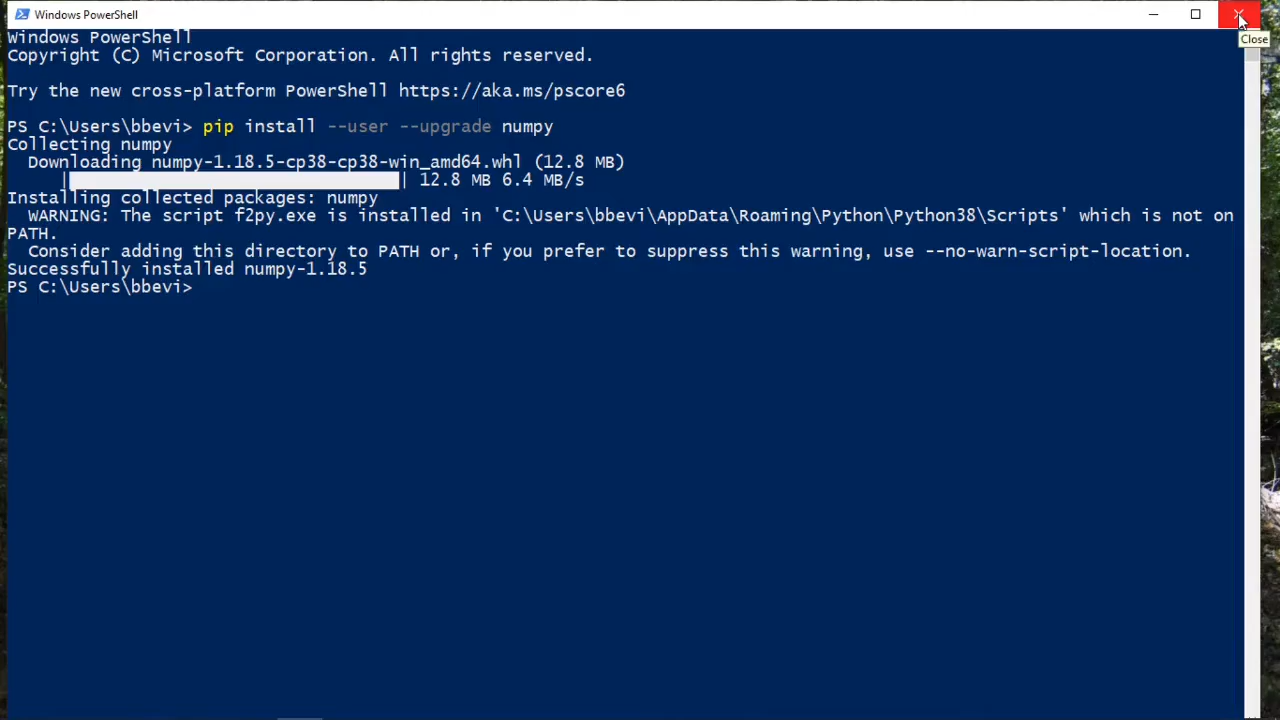 Windows PowerShell
Close
Windows PowerShell
Copyright (C) Microsoft Corporation. All rights reserved.
Try the new cross-platform PowerShell https://aka.ms/pscore6
PS C:\Users\bbevi> pip install --user --upgrade numpy
Collecting numpy
Downloading numpy-1.18.5-cp38-cp38-win_amd64.whl (12.8 MB)
| | 12.8 MB 6.4 MB/s
Installing collected packages: numpy
WARNING: The script f2py.exe is installed in 'C:\Users\bbevi\AppData\Roaming\Python\Python38\Scripts' which is not on
PATH.
Consider adding this directory to PATH or, if you prefer to suppress this warning, use --no-warn-script-location.
Successfully installed numpy-1.18.5
PS C:\Users\bbevi>